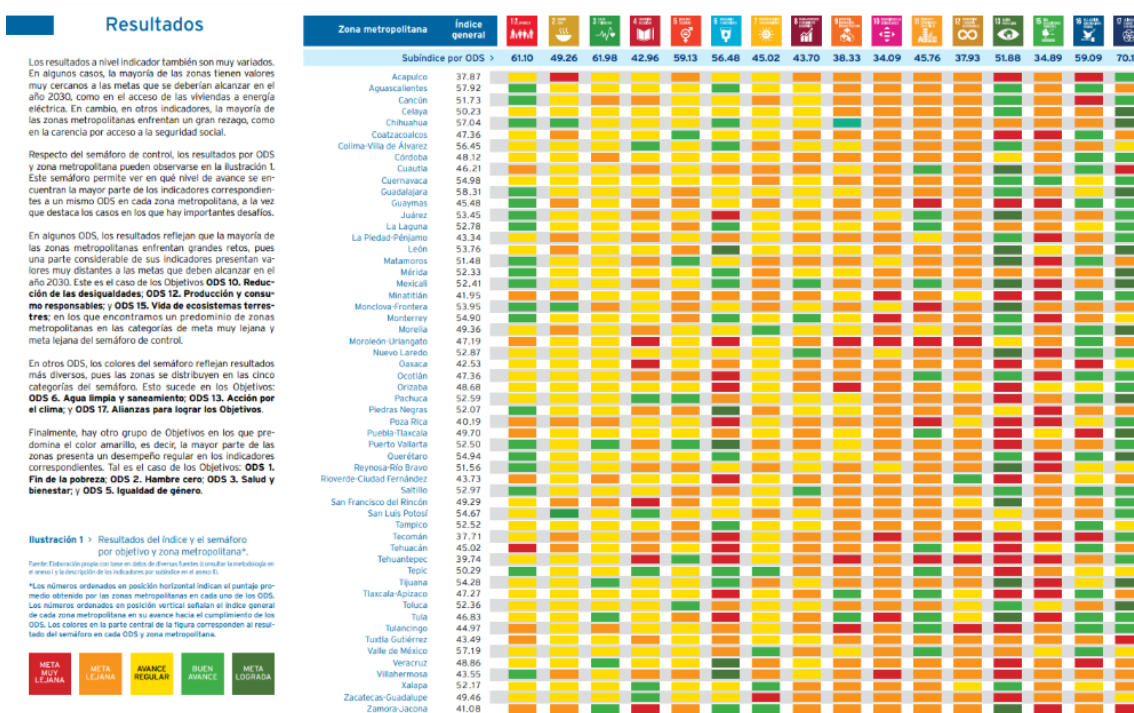 Resultados
Los resultados a nivel indicador también son muy variados.
En algunos casos, la mayoría de las zonas tienen valores
muy cercanos a las metas que se deberían alcanzar en el
año 2030, como en el acceso de las viviendas a energía
eléctrica. En cambio, en otros indicadores, la mayoría de
las zonas metropolitanas enfrentan un gran rezago, como
en la carencia por acceso a la seguridad social.
Respecto del semáforo de control, los resultados por ODS
y zona metropolitana pueden observarse en la ilustración 1.
Este semáforo permite ver en qué nivel de avance se en-
cuentran la mayor parte de los indicadores correspondien-
tes a un mismo ODS en cada zona metropolitana, a la vez
que destaca los casos en los que hay importantes desafíos.
En algunos ODS, los resultados reflejan que la mayoría de
las zonas metropolitanas enfrentan grandes retos, pues
una parte considerable de sus indicadores presentan va-
lores muy distantes a las metas que deben alcanzar en el
año 2030. Este es el caso de los Objetivos ODS 10. Reduc-
ción de las desigualdades; ODS 12. Producción y consu-
mo responsables; y ODS 15. Vida de ecosistemas terres-
tres; en los que encontramos un predominio de zonas
metropolitanas en las categorías de meta muy lejana y
meta lejana del semáforo de control.
En otros ODS, los colores del semáforo reflejan resultados
más diversos, pues las zonas se distribuyen en las cinco
categorías del semáforo. Esto sucede en los Objetivos:
ODS 6. Agua limpia y saneamiento; ODS 13. Acción por
el clima; y ODS 17. Alianzas para lograr los Objetivos.
Finalmente, hay otro grupo de Objetivos en los que pre-
domina el color amarillo, es decir, la mayor parte de las
zonas presenta un desempeño regular en los indicadores
correspondientes. Tal es el caso de los Objetivos: ODS 1.
Fin de la pobreza; ODS 2. Hambre cero; ODS 3. Salud y
bienestar; y ODS 5. Igualdad de género.
Ilustración 1 > Resultados del índice y el semáforo
por objetivo y zona metropolitana*.
Fuente: Elaboración propia con base en datos de diversas fuentes (consultar la metodología en
el anexo I y la descripción de los indicadores por subíndice en el anexo II).
*Los números ordenados en posición horizontal indican el puntaje pro-
medio obtenido por las zonas metropolitanas en cada uno de los ODS.
Los números ordenados en posición vertical señalan el índice general
de cada zona metropolitana en su avance hacia el cumplimiento de los
ODS. Los colores en la parte central de la figura corresponden al resul-
tado del semáforo en cada ODS y zona metropolitana.
META MUY LEJANA
META LEJANA
AVANCE REGULAR
BUEN AVANCE
META LOGRADA
Zona metropolitana Índice general
Subíndice por ODS > 61.10 49.26 61.98 42.96 59.13 56.48 45.02 43.70 38.33 34.09 45.76 37.93 51.88 34.89 59.09
Acapulco 37.87
Aguascalientes 57.92
Cancún 51.73
Celaya 50.23
Chihuahua 57.04
Coatzacoalcos 47.36
Colima-Villa de Álvarez 56.45
Córdoba 48.12
Cuautla 46.21
Cuernavaca 54.98
Guadalajara 58.31
Guaymas 45.48
Juárez 53.45
La Laguna 52.78
La Piedad-Pénjamo 43.34
León 53.76
Matamoros 51.48
Mérida 52.33
Mexicali 52.41
Minatitlán 41.95
Monclova-Frontera 53.95
Monterrey 54.90
Morelia 49.36
Moroleón-Uriangato 47.19
Nuevo Laredo 52.87
Oaxaca 42.53
Ocotlán 47.36
Orizaba 48.68
Pachuca 52.59
Piedras Negras 52.07
Poza Rica 40.19
Puebla-Tlaxcala 49.70
Puerto Vallarta 52.50
Querétaro 54.94
Reynosa-Río Bravo 51.56
Rioverde-Ciudad Fernández 43.73
Saltillo 52.97
San Francisco del Rincón 49.29
San Luis Potosí 54.67
Tampico 52.52
Tecomán 37.71
Tehuacán 45.02
Tehuantepec 39.74
Tepic 50.29
Tijuana 54.28
Tlaxcala-Apizaco 47.27
Toluca 52.36
Tula 46.83
Tulancingo 44.97
Tuxtla Gutiérrez 43.49
Valle de México 57.19
Veracruz 48.86
Villahermosa 43.55
Xalapa 52.17
Zacatecas-Guadalupe 49.46
Zamora-Jacona 41.08